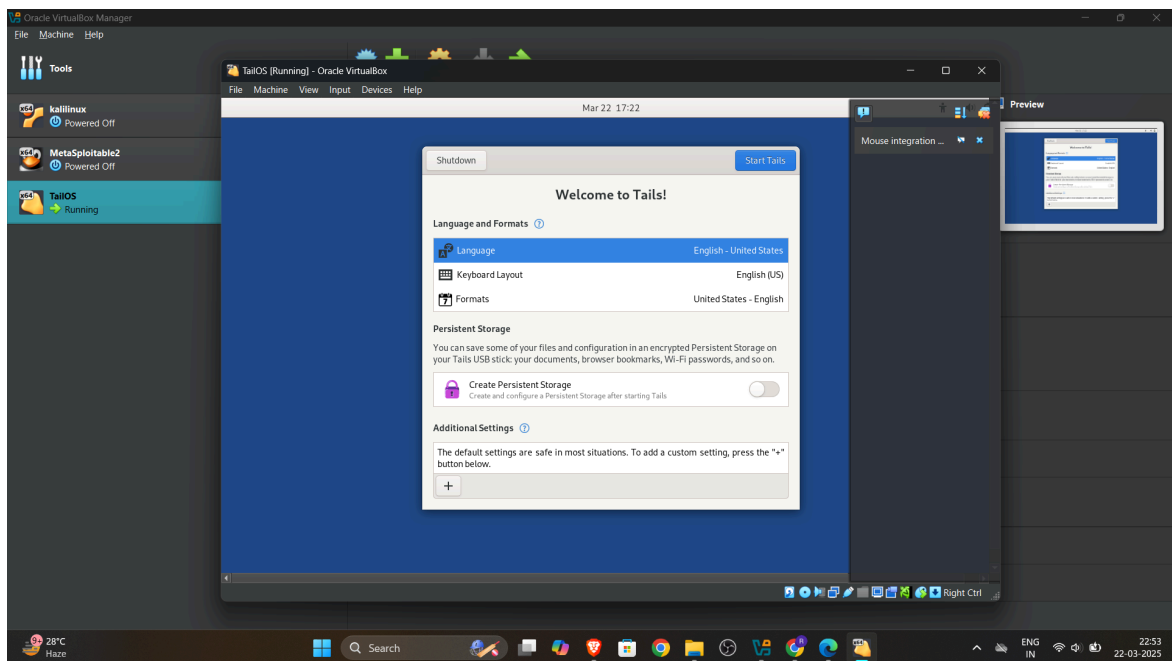 Oracle VirtualBox Manager
File Machine Help
Tools
kalilinux
Powered Off
MetaSploitable2
Powered Off
TailOS
Running
TailOS [Running] - Oracle VirtualBox
File Machine View Input Devices Help
Mar 22 17:22
Mouse integration ...
Preview
Shutdown
Start Tails
Welcome to Tails!
Language and Formats
Language English - United States
Keyboard Layout English (US)
Formats United States - English
Persistent Storage
You can save some of your files and configuration in an encrypted Persistent Storage on
your Tails USB stick: your documents, browser bookmarks, Wi-Fi passwords, and so on.
Create Persistent Storage
Create and configure a Persistent Storage after starting Tails
Additional Settings
The default settings are safe in most situations. To add a custom setting, press the "+"
button below.
+
Right Ctrl
9+
28°C
Haze
Search
ENG
IN
22:53
22-03-2025